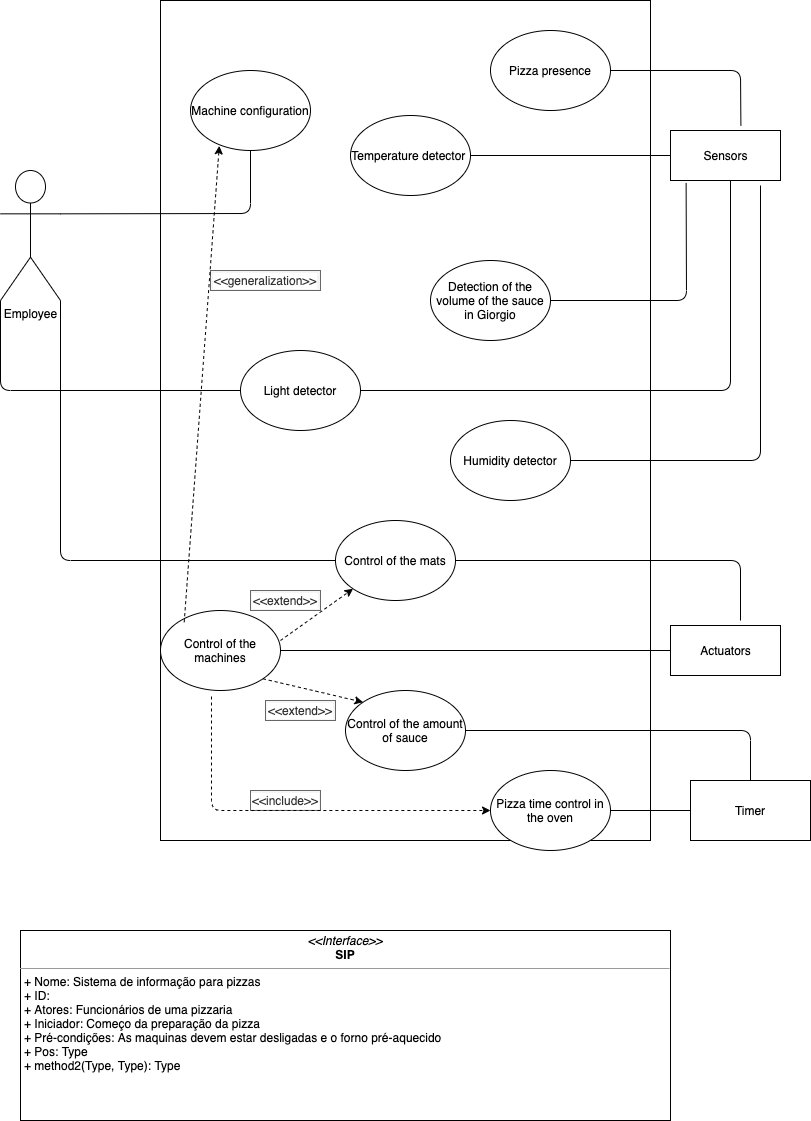 Pizza presence
Machine configuration
Temperature detector
Sensors
<<generalization>>
Detection of the
volume of the sauce
in Giorgio
Employee
Light detector
Humidity detector
Control of the mats
<<extend>>
Control of the
machines
Actuators
<<extend>>
Control of the amount
of sauce
<<include>>
Pizza time control in
the oven
Timer
<<Interface>>
SIP
+ Nome: Sistema de informação para pizzas
+ ID:
+ Atores: Funcionários de uma pizzaria
+ Iniciador: Começo da preparação da pizza
+ Pré-condições: As maquinas devem estar desligadas e o forno pré-aquecido
+ Pos: Type
+ method2(Type, Type): Type